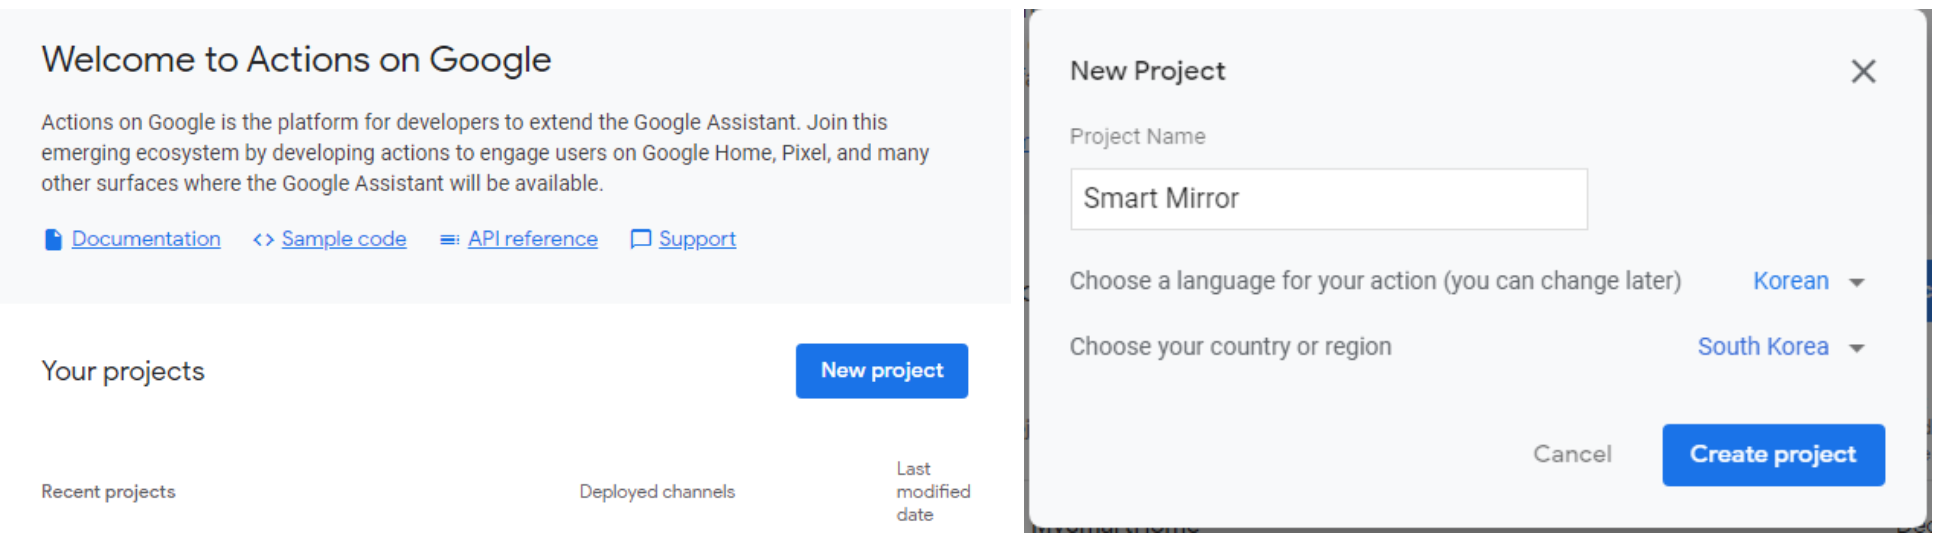 Welcome to Actions on Google
Actions on Google is the platform for developers to extend the Google Assistant. Join this
emerging ecosystem by developing actions to engage users on Google Home, Pixel, and many
other surfaces where the Google Assistant will be available.
Documentation <> Sample code API reference Support
Your projects New project
Recent projects Deployed channels Last
modified
date
New Project
Project Name
Smart Mirror
Choose a language for your action (you can change later) Korean
Choose your country or region South Korea
Cancel Create project